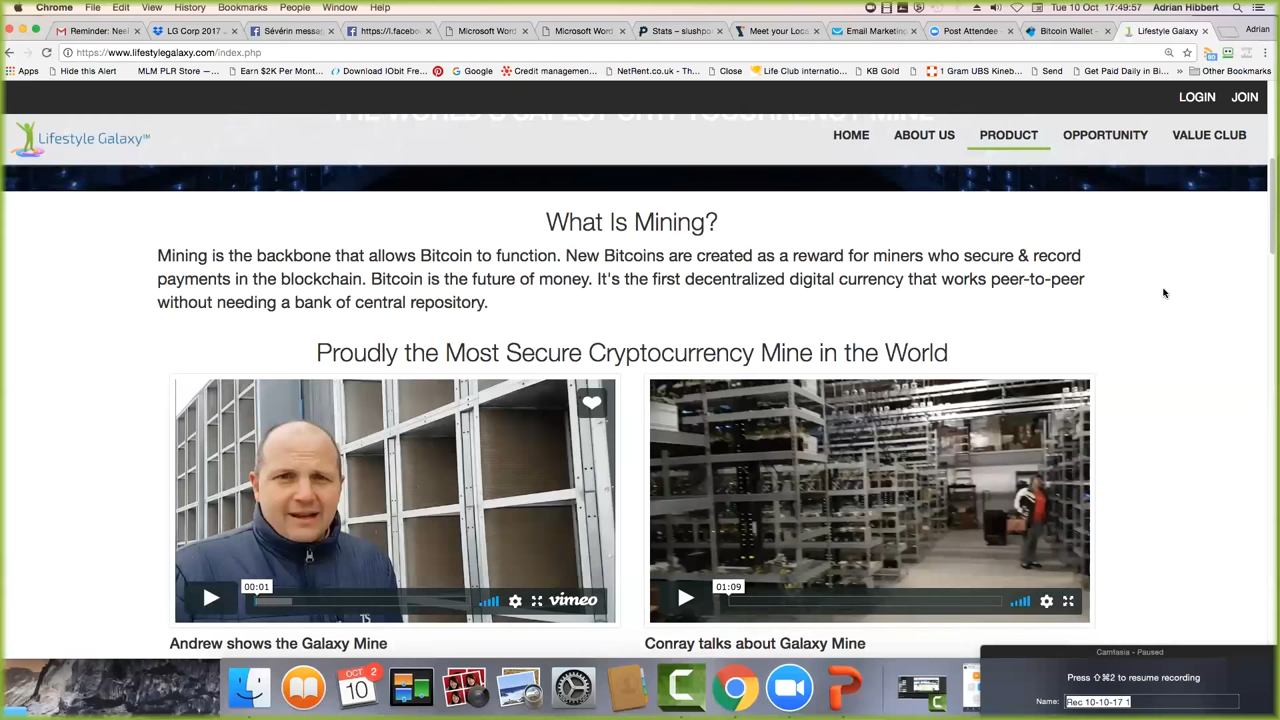 Chrome File Edit View History Bookmarks People Window Help
Tue 10 Oct 17:49:57 Adrian Hibbert
Reminder: Neel
LG Corp 2017
Séverin messa
https://l.facebo
Microsoft Word
Microsoft Word
Stats – slushpo
Meet your Loca
Email Marketing
Post Attendee -
Bitcoin Wallet -
Lifestyle Galaxy
Adrian
https://www.lifestylegalaxy.com/index.php
Apps
Hide this Alert
MLM PLR Store —...
Earn $2K Per Mont...
Download IObit Fre...
Google
Credit managemen...
NetRent.co.uk - Th...
Close
Life Club internatio...
KB Gold
1 Gram UBS Kineb...
Send
Get Paid Daily in Bi...
»
Other Bookmarks
LOGIN JOIN
THE WORLD'S SAFEST CRYPTOCURRENCY MINE
Lifestyle Galaxy™
HOME ABOUT US PRODUCT OPPORTUNITY VALUE CLUB
What Is Mining?
Mining is the backbone that allows Bitcoin to function. New Bitcoins are created as a reward for miners who secure & record
payments in the blockchain. Bitcoin is the future of money. It's the first decentralized digital currency that works peer-to-peer
without needing a bank of central repository.
Proudly the Most Secure Cryptocurrency Mine in the World
00:01
vimeo
01:09
Andrew shows the Galaxy Mine
Conray talks about Galaxy Mine
OCT 2
10
Camtasia - Paused
Press ⇧⌘2 to resume recording
Name: Rec 10-10-17 1